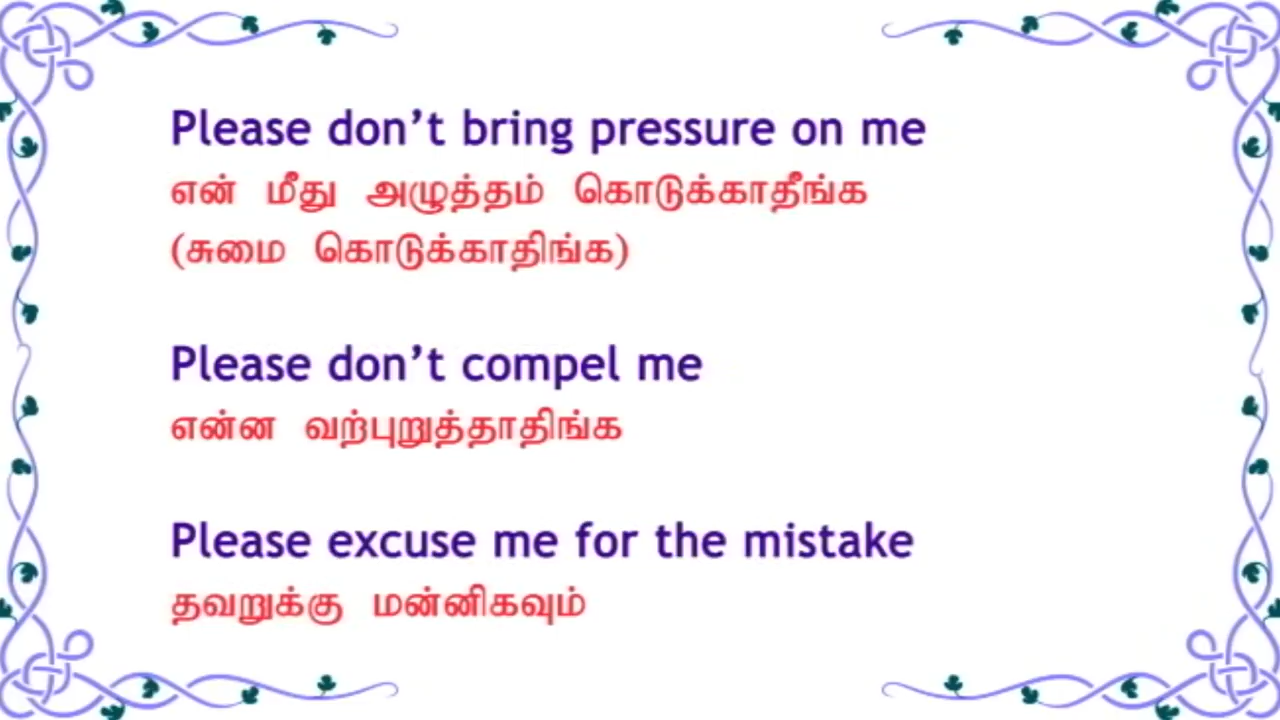 Please don’t bring pressure on me
என் மீது அழுத்தம் கொடுக்காதீங்க
(சுமை கொடுக்காதிங்க)
Please don’t compel me
என்ன வற்புறுத்தாதிங்க
Please excuse me for the mistake
தவறுக்கு மன்னிகவும்